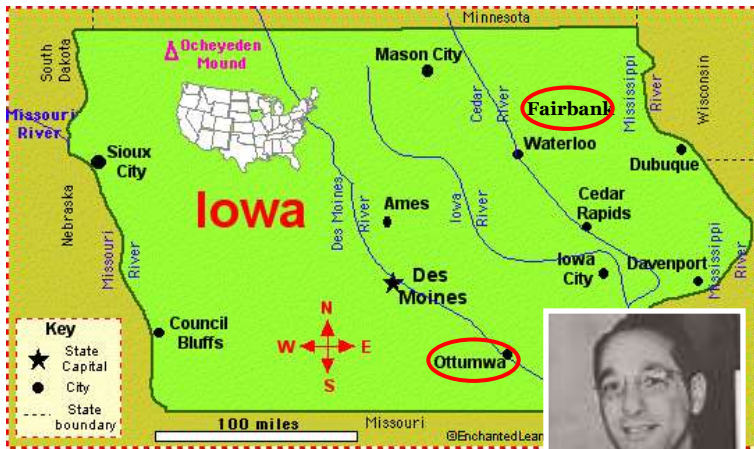 Minnesota
South
Dakota
Ocheyeden
Mound
Mason City
Cedar
River
Fairbank
Mississippi
River
Wisconsin
Missouri
River
Sioux
City
Waterloo
Dubuque
Nebraska
Iowa
Des Moines
River
Ames
Iowa
River
Cedar
Rapids
Missouri
River
Des
Moines
Iowa
City
Davenport
Mississippi
River
Council
Bluffs
N
W
E
S
Ottumwa
Key
State
Capital
City
State
boundary
100 miles
Missouri
©EnchantedLear